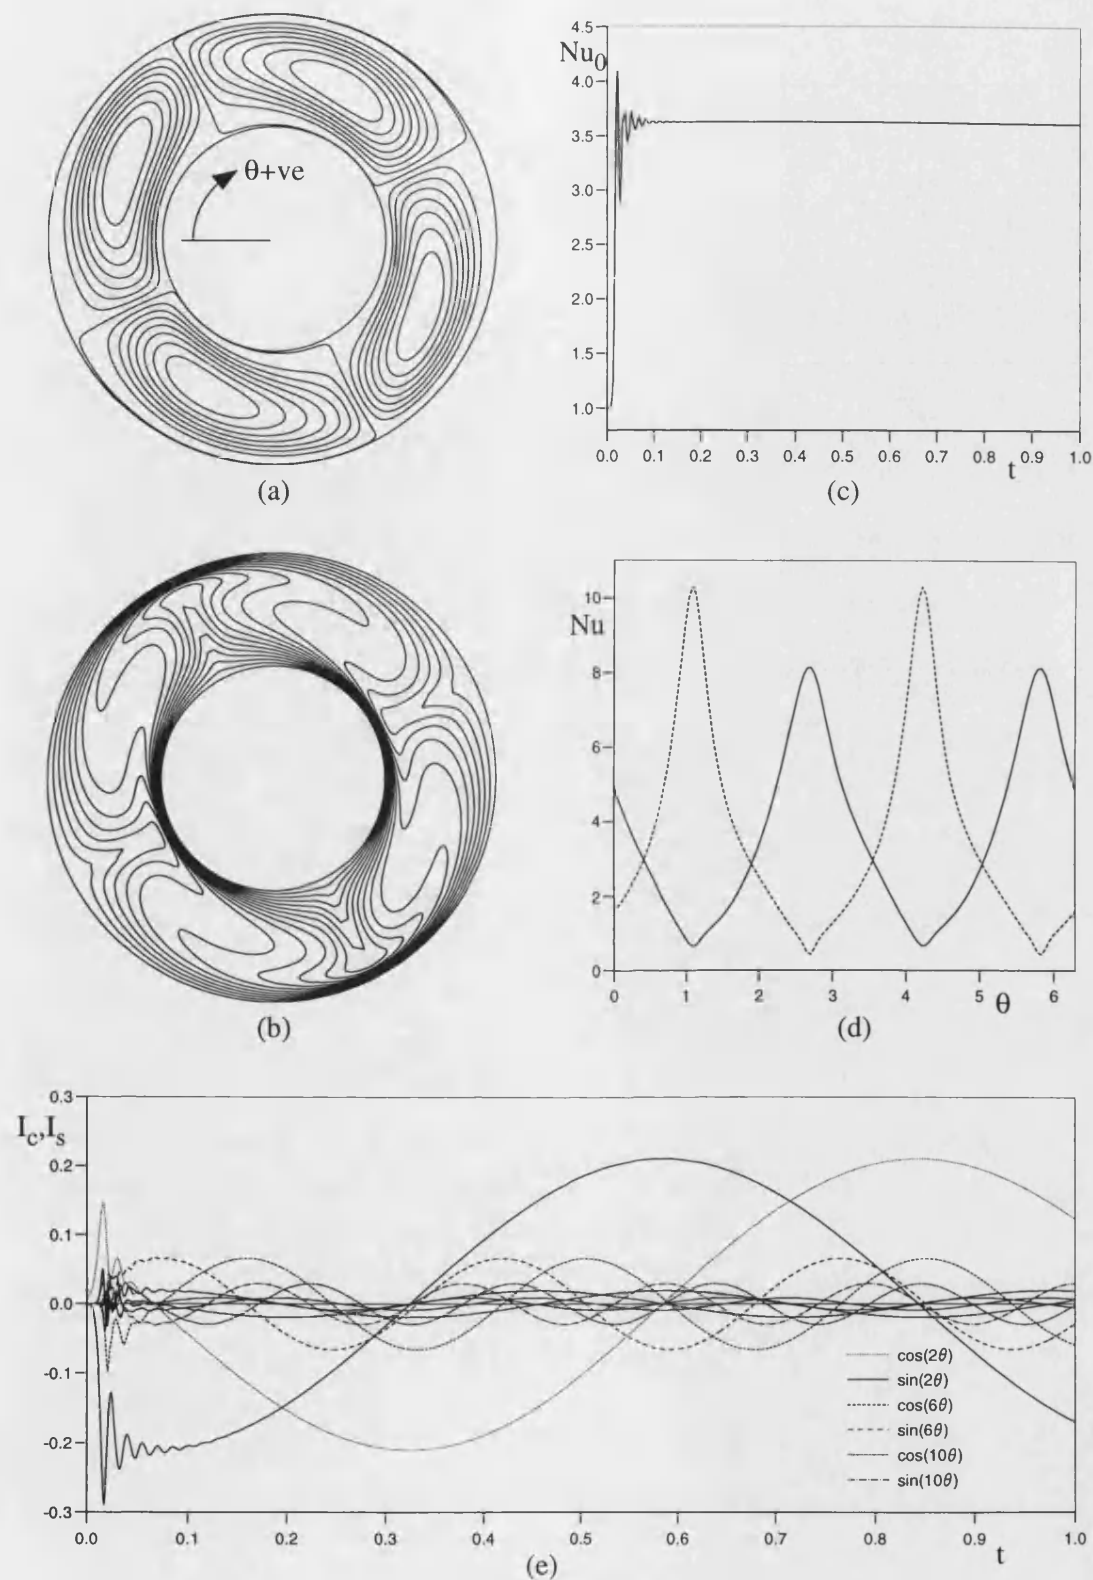 θ+ve
(a)
Nu₀
4.5
4.0
3.5
3.0
2.5
2.0
1.5
1.0
0.0 0.1 0.2 0.3 0.4 0.5 0.6 0.7 0.8 0.9 1.0
t
(c)
(b)
Nu
10
8
6
4
2
0
0 1 2 3 4 5 6
θ
(d)
I_c,I_s
0.3
0.2
0.1
0.0
-0.1
-0.2
-0.3
cos(2θ)
sin(2θ)
cos(6θ)
sin(6θ)
cos(10θ)
sin(10θ)
0.0 0.1 0.2 0.3 0.4 0.5 0.6 0.7 0.8 0.9 1.0
t
(e)